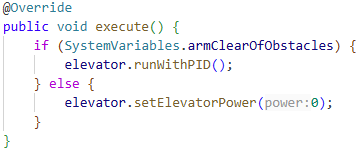 @Override
public void execute() {
    if (SystemVariables.armClearOfObstacles) {
        elevator.runWithPID();
    } else {
        elevator.setElevatorPower(power:0);
    }
}